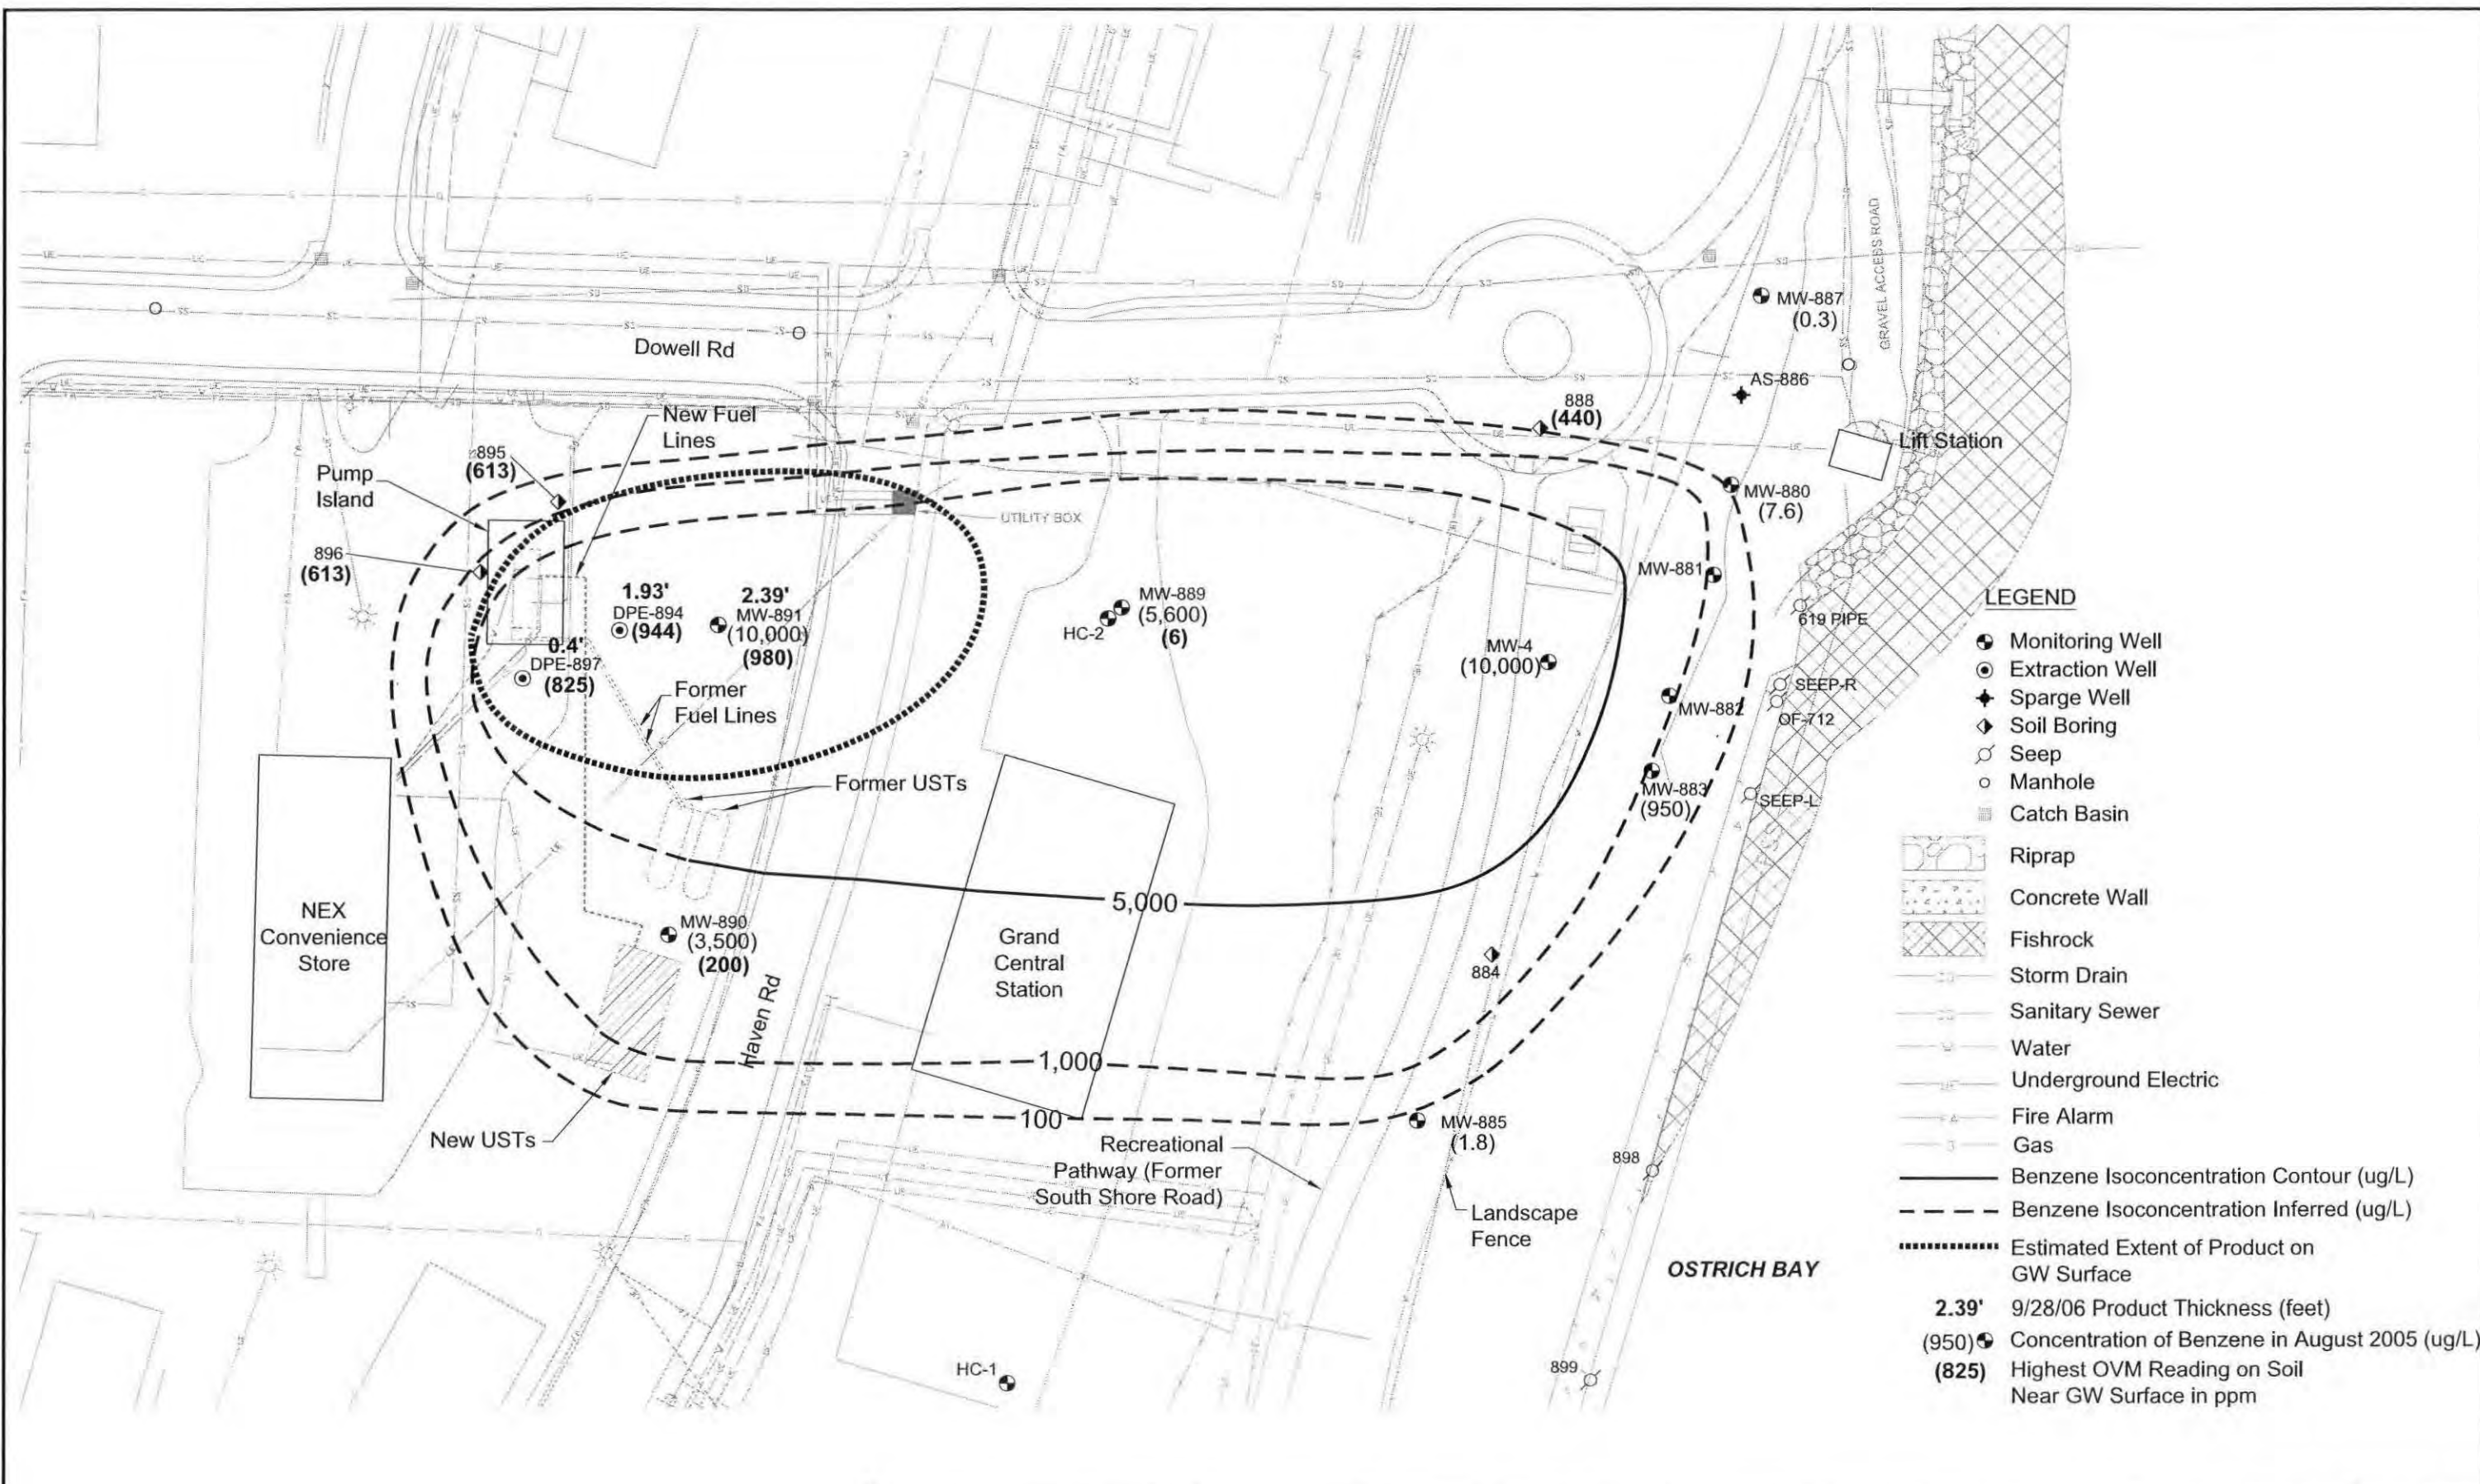 MW-887
(0.3)
GRAVEL ACCESS ROAD
Dowell Rd
AS-886
888
(440)
New Fuel
Lines
Lift Station
895
(613)
Pump
Island
MW-880
(7.6)
UTILITY BOX
896
(613)
MW-881
1.93'
DPE-894
(944)
2.39'
MW-891
(10,000)
(980)
MW-889
(5,600)
(6)
HC-2
619 PIPE
0.4'
DPE-897
(825)
MW-4
(10,000)
SEEP-R
MW-882
OF-712
Former
Fuel Lines
Former USTs
MW-883
(950)
SEEP-L
5,000
NEX
Convenience
Store
MW-890
(3,500)
(200)
Grand
Central
Station
884
Haven Rd
1,000
100
New USTs
MW-885
(1.8)
Recreational
Pathway (Former
South Shore Road)
898
Landscape
Fence
OSTRICH BAY
HC-1
899
LEGEND
Monitoring Well
Extraction Well
Sparge Well
Soil Boring
Seep
Manhole
Catch Basin
Riprap
Concrete Wall
Fishrock
Storm Drain
Sanitary Sewer
Water
Underground Electric
Fire Alarm
Gas
Benzene Isoconcentration Contour (ug/L)
Benzene Isoconcentration Inferred (ug/L)
Estimated Extent of Product on
GW Surface
2.39' 9/28/06 Product Thickness (feet)
(950) Concentration of Benzene in August 2005 (ug/L)
(825) Highest OVM Reading on Soil
Near GW Surface in ppm